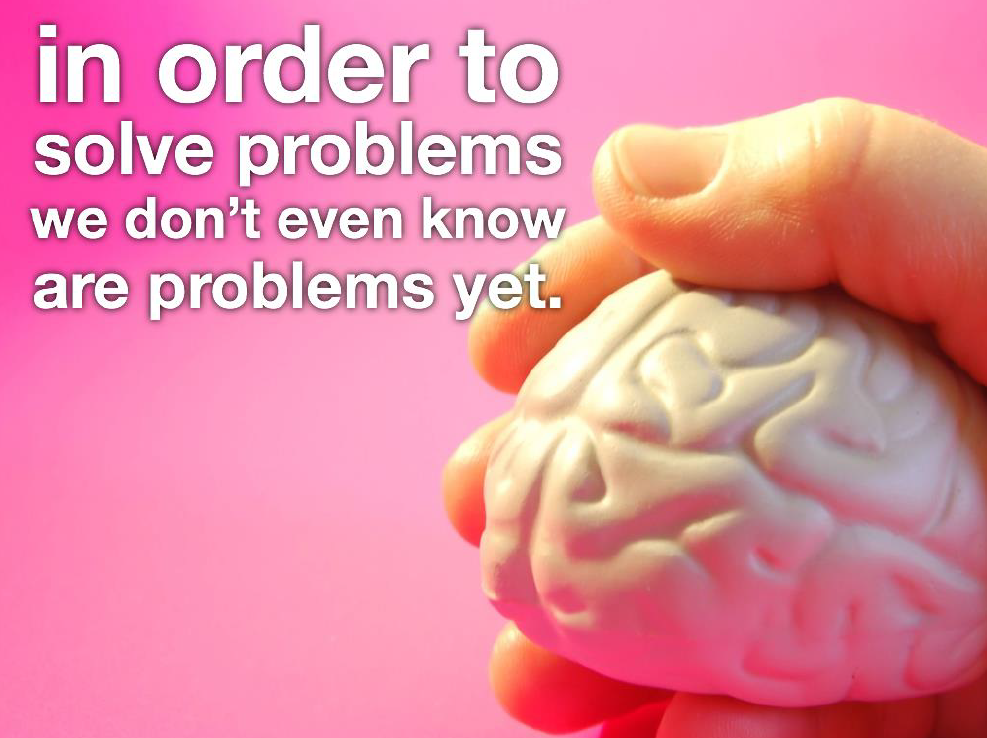 in order to
solve problems
we don't even know
are problems yet.